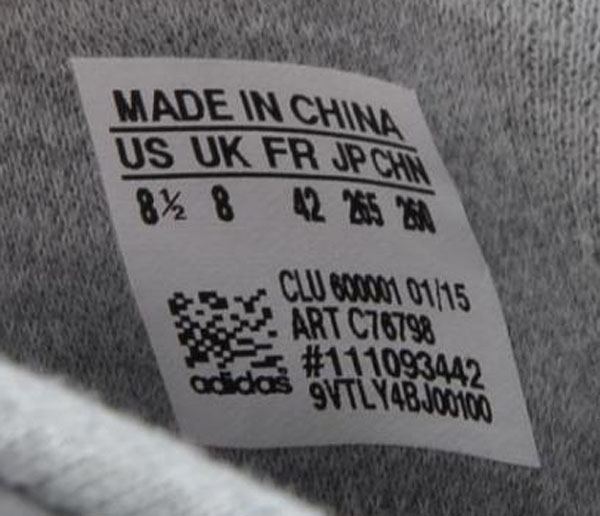 MADE IN CHINA
US UK FR JP CHN
8½ 8 42 265 260
CLU 600001 01/15
ART C76798
#111093442
adidas
9VTLY4BJ00100